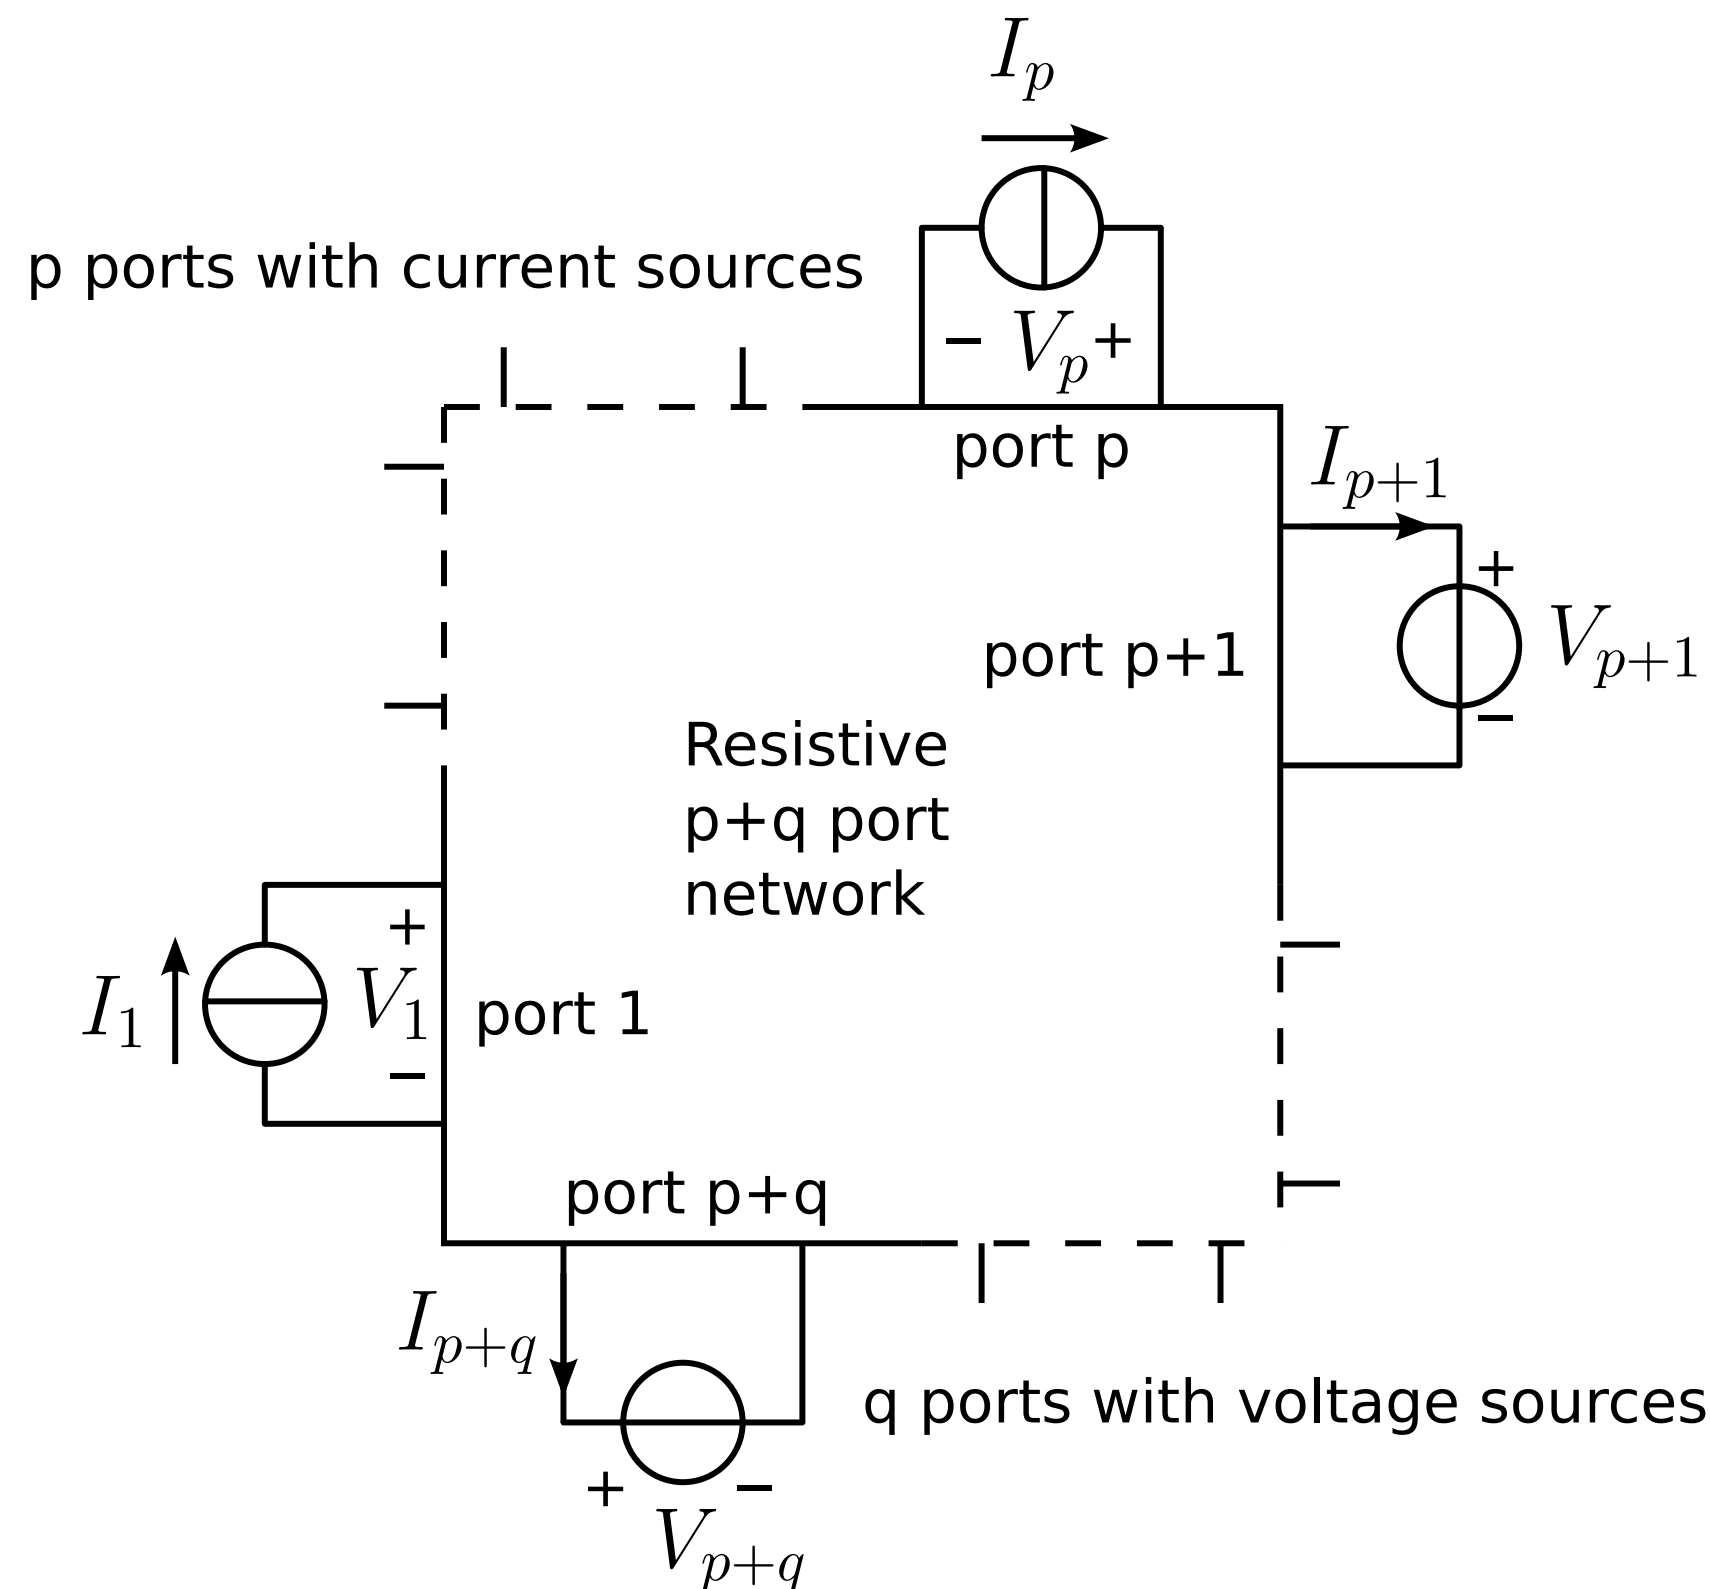 I_p
p ports with current sources
− V_p +
port p
I_{p+1}
+
port p+1
V_{p+1}
−
Resistive
p+q port
network
+
I_1
V_1
port 1
−
port p+q
I_{p+q}
q ports with voltage sources
+ −
V_{p+q}